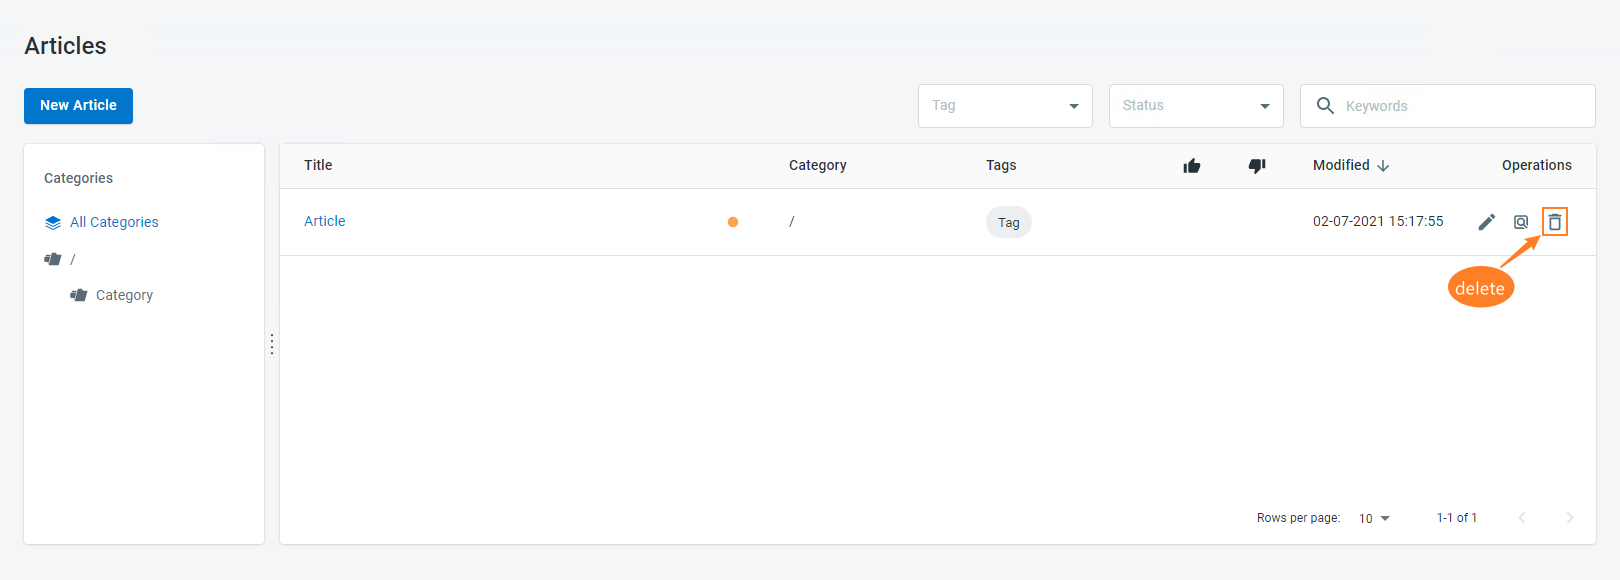 Articles
New Article
Tag
Status
Keywords
Categories
All Categories
/
Category
Title
Category
Tags
Modified
Operations
Article
/
Tag
02-07-2021 15:17:55
delete
Rows per page:
10
1-1 of 1